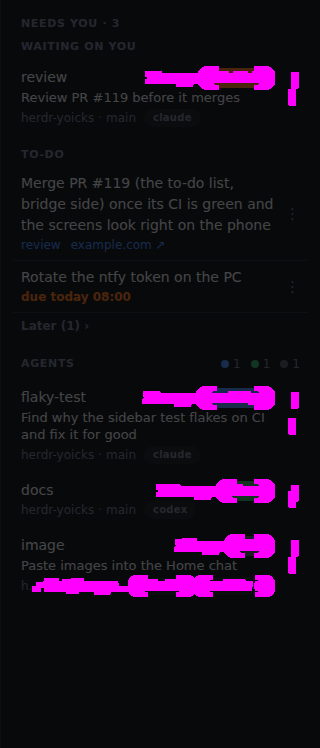 NEEDS YOU · 3
WAITING ON YOU
review
Review PR #119 before it merges
herdr-yoicks · main claude
TO-DO
Merge PR #119 (the to-do list,
bridge side) once its CI is green and
the screens look right on the phone
review example.com ↗
Rotate the ntfy token on the PC
due today 08:00
Later (1) ›
AGENTS 1 1 1
flaky-test
Find why the sidebar test flakes on CI
and fix it for good
herdr-yoicks · main claude
docs
herdr-yoicks · main codex
image
Paste images into the Home chat